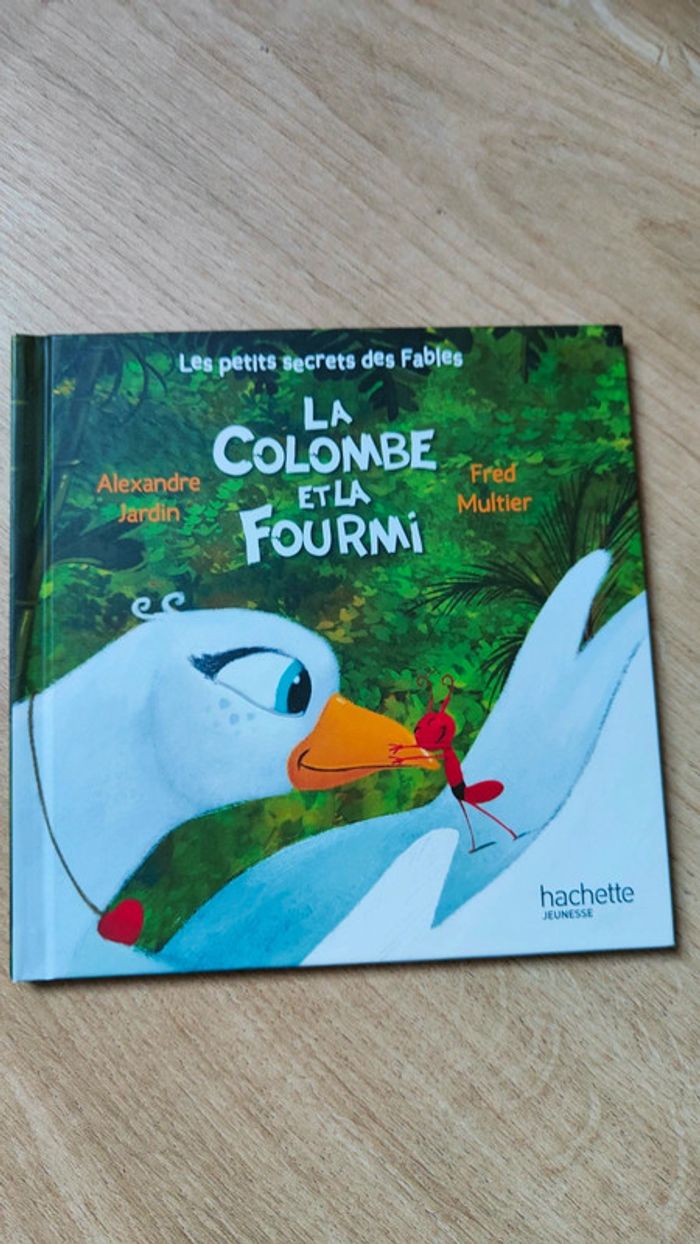 Les petits secrets des Fables
LA
COLOMBE
ET LA
FOURMI
Alexandre
Jardin
Fred
Multier
hachette
JEUNESSE